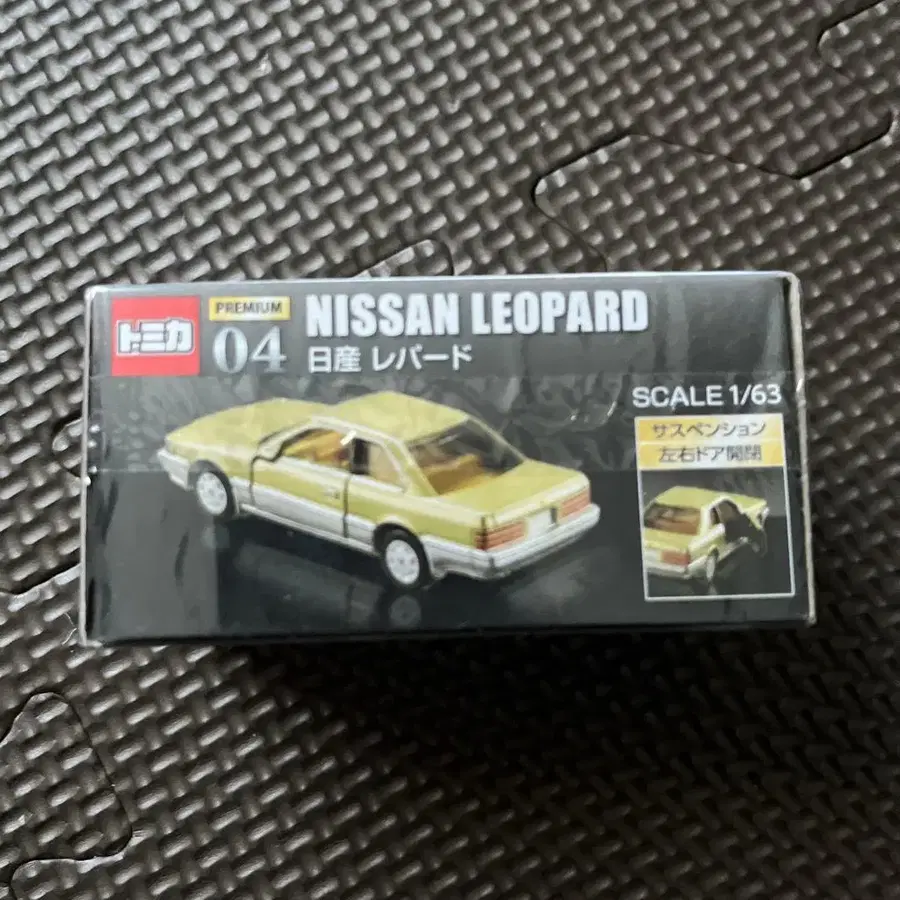 トミカ
PREMIUM
04
NISSAN LEOPARD
日産 レパード
SCALE 1/63
サスペンション
左右ドア開閉